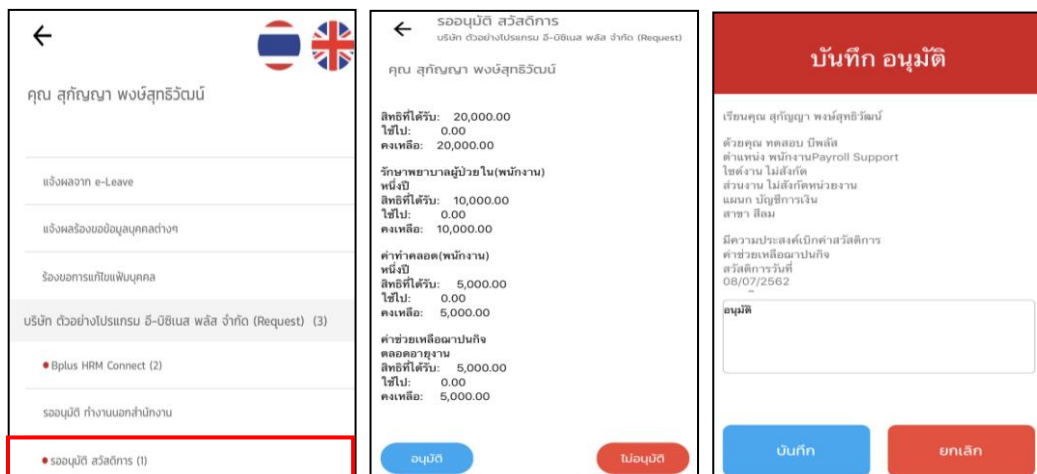 คุณ สุกัญญา พงษ์สุทธิวัฒน์
แจ้งผลจาก e-Leave
แจ้งผลร้องขอข้อมูลบุคคลต่างๆ
ร้องขอการแก้ไขแฟ้มบุคคล
บริษัท ตัวอย่างโปรแกรม อี-บิซิเนส พลัส จำกัด (Request) (3)
Bplus HRM Connect (2)
รออนุมัติ ทำงานนอกสำนักงาน
รออนุมัติ สวัสดิการ (1)
รออนุมัติ สวัสดิการ
บริษัท ตัวอย่างโปรแกรม อี-บิซิเนส พลัส จำกัด (Request)
คุณ สุกัญญา พงษ์สุทธิวัฒน์
สิทธิที่ได้รับ: 20,000.00
ใช้ไป: 0.00
คงเหลือ: 20,000.00
รักษาพยาบาลผู้ป่วยใน(พนักงาน)
หนึ่งปี
สิทธิที่ได้รับ: 10,000.00
ใช้ไป: 0.00
คงเหลือ: 10,000.00
ค่าทำคลอด(พนักงาน)
หนึ่งปี
สิทธิที่ได้รับ: 5,000.00
ใช้ไป: 0.00
คงเหลือ: 5,000.00
ค่าช่วยเหลือฌาปนกิจ
ตลอดอายุงาน
สิทธิที่ได้รับ: 5,000.00
ใช้ไป: 0.00
คงเหลือ: 5,000.00
อนุมัติ
ไม่อนุมัติ
บันทึก อนุมัติ
เรียนคุณ สุกัญญา พงษ์สุทธิวัฒน์
ด้วยคุณ ทดสอบ บีพลัส
ตำแหน่ง พนักงานPayroll Support
ไซต์งาน ไม่สังกัด
ส่วนงาน ไม่สังกัดหน่วยงาน
แผนก บัญชีการเงิน
สาขา สีลม
มีความประสงค์เบิกค่าสวัสดิการ
ค่าช่วยเหลือฌาปนกิจ
สวัสดิการวันที่
08/07/2562
อนุมัติ
บันทึก
ยกเลิก